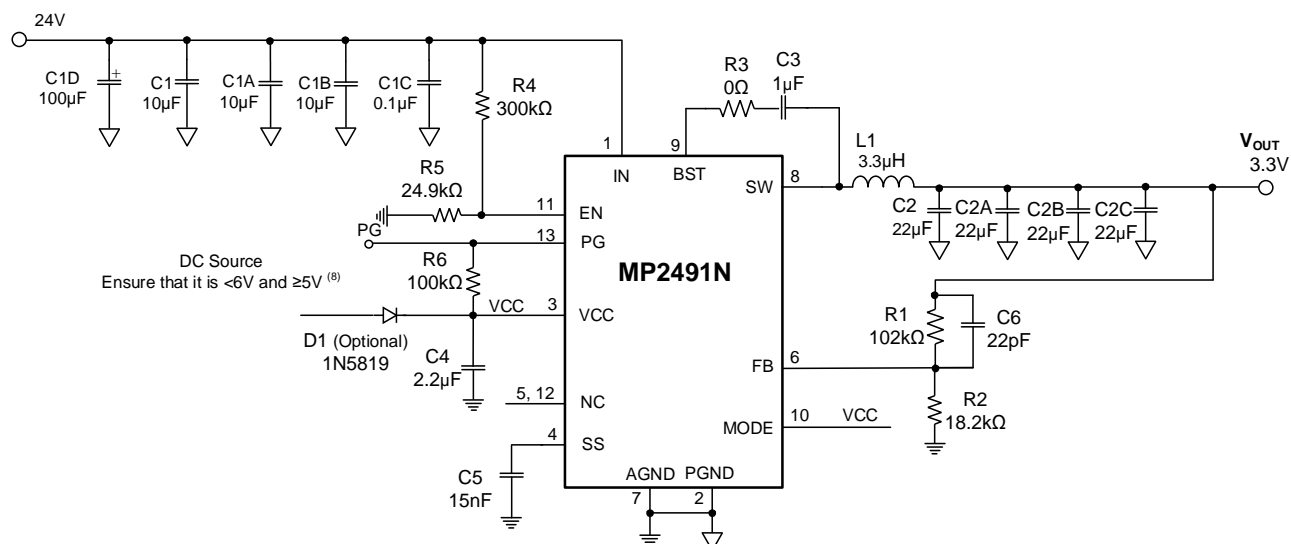 24V
C1D
100µF
+
C1
10µF
C1A
10µF
C1B
10µF
C1C
0.1µF
R4
300kΩ
R3
0Ω
C3
1µF
1
IN
9
BST
SW
8
L1
3.3µH
VOUT
3.3V
C2
22µF
C2A
22µF
C2B
22µF
C2C
22µF
R5
24.9kΩ
11
EN
PG
13
PG
MP2491N
DC Source
Ensure that it is <6V and ≥5V (8)
R6
100kΩ
VCC
3
VCC
D1 (Optional)
1N5819
C4
2.2µF
R1
102kΩ
C6
22pF
FB
6
R2
18.2kΩ
5, 12
NC
MODE
10
VCC
4
SS
C5
15nF
AGND
PGND
7
2